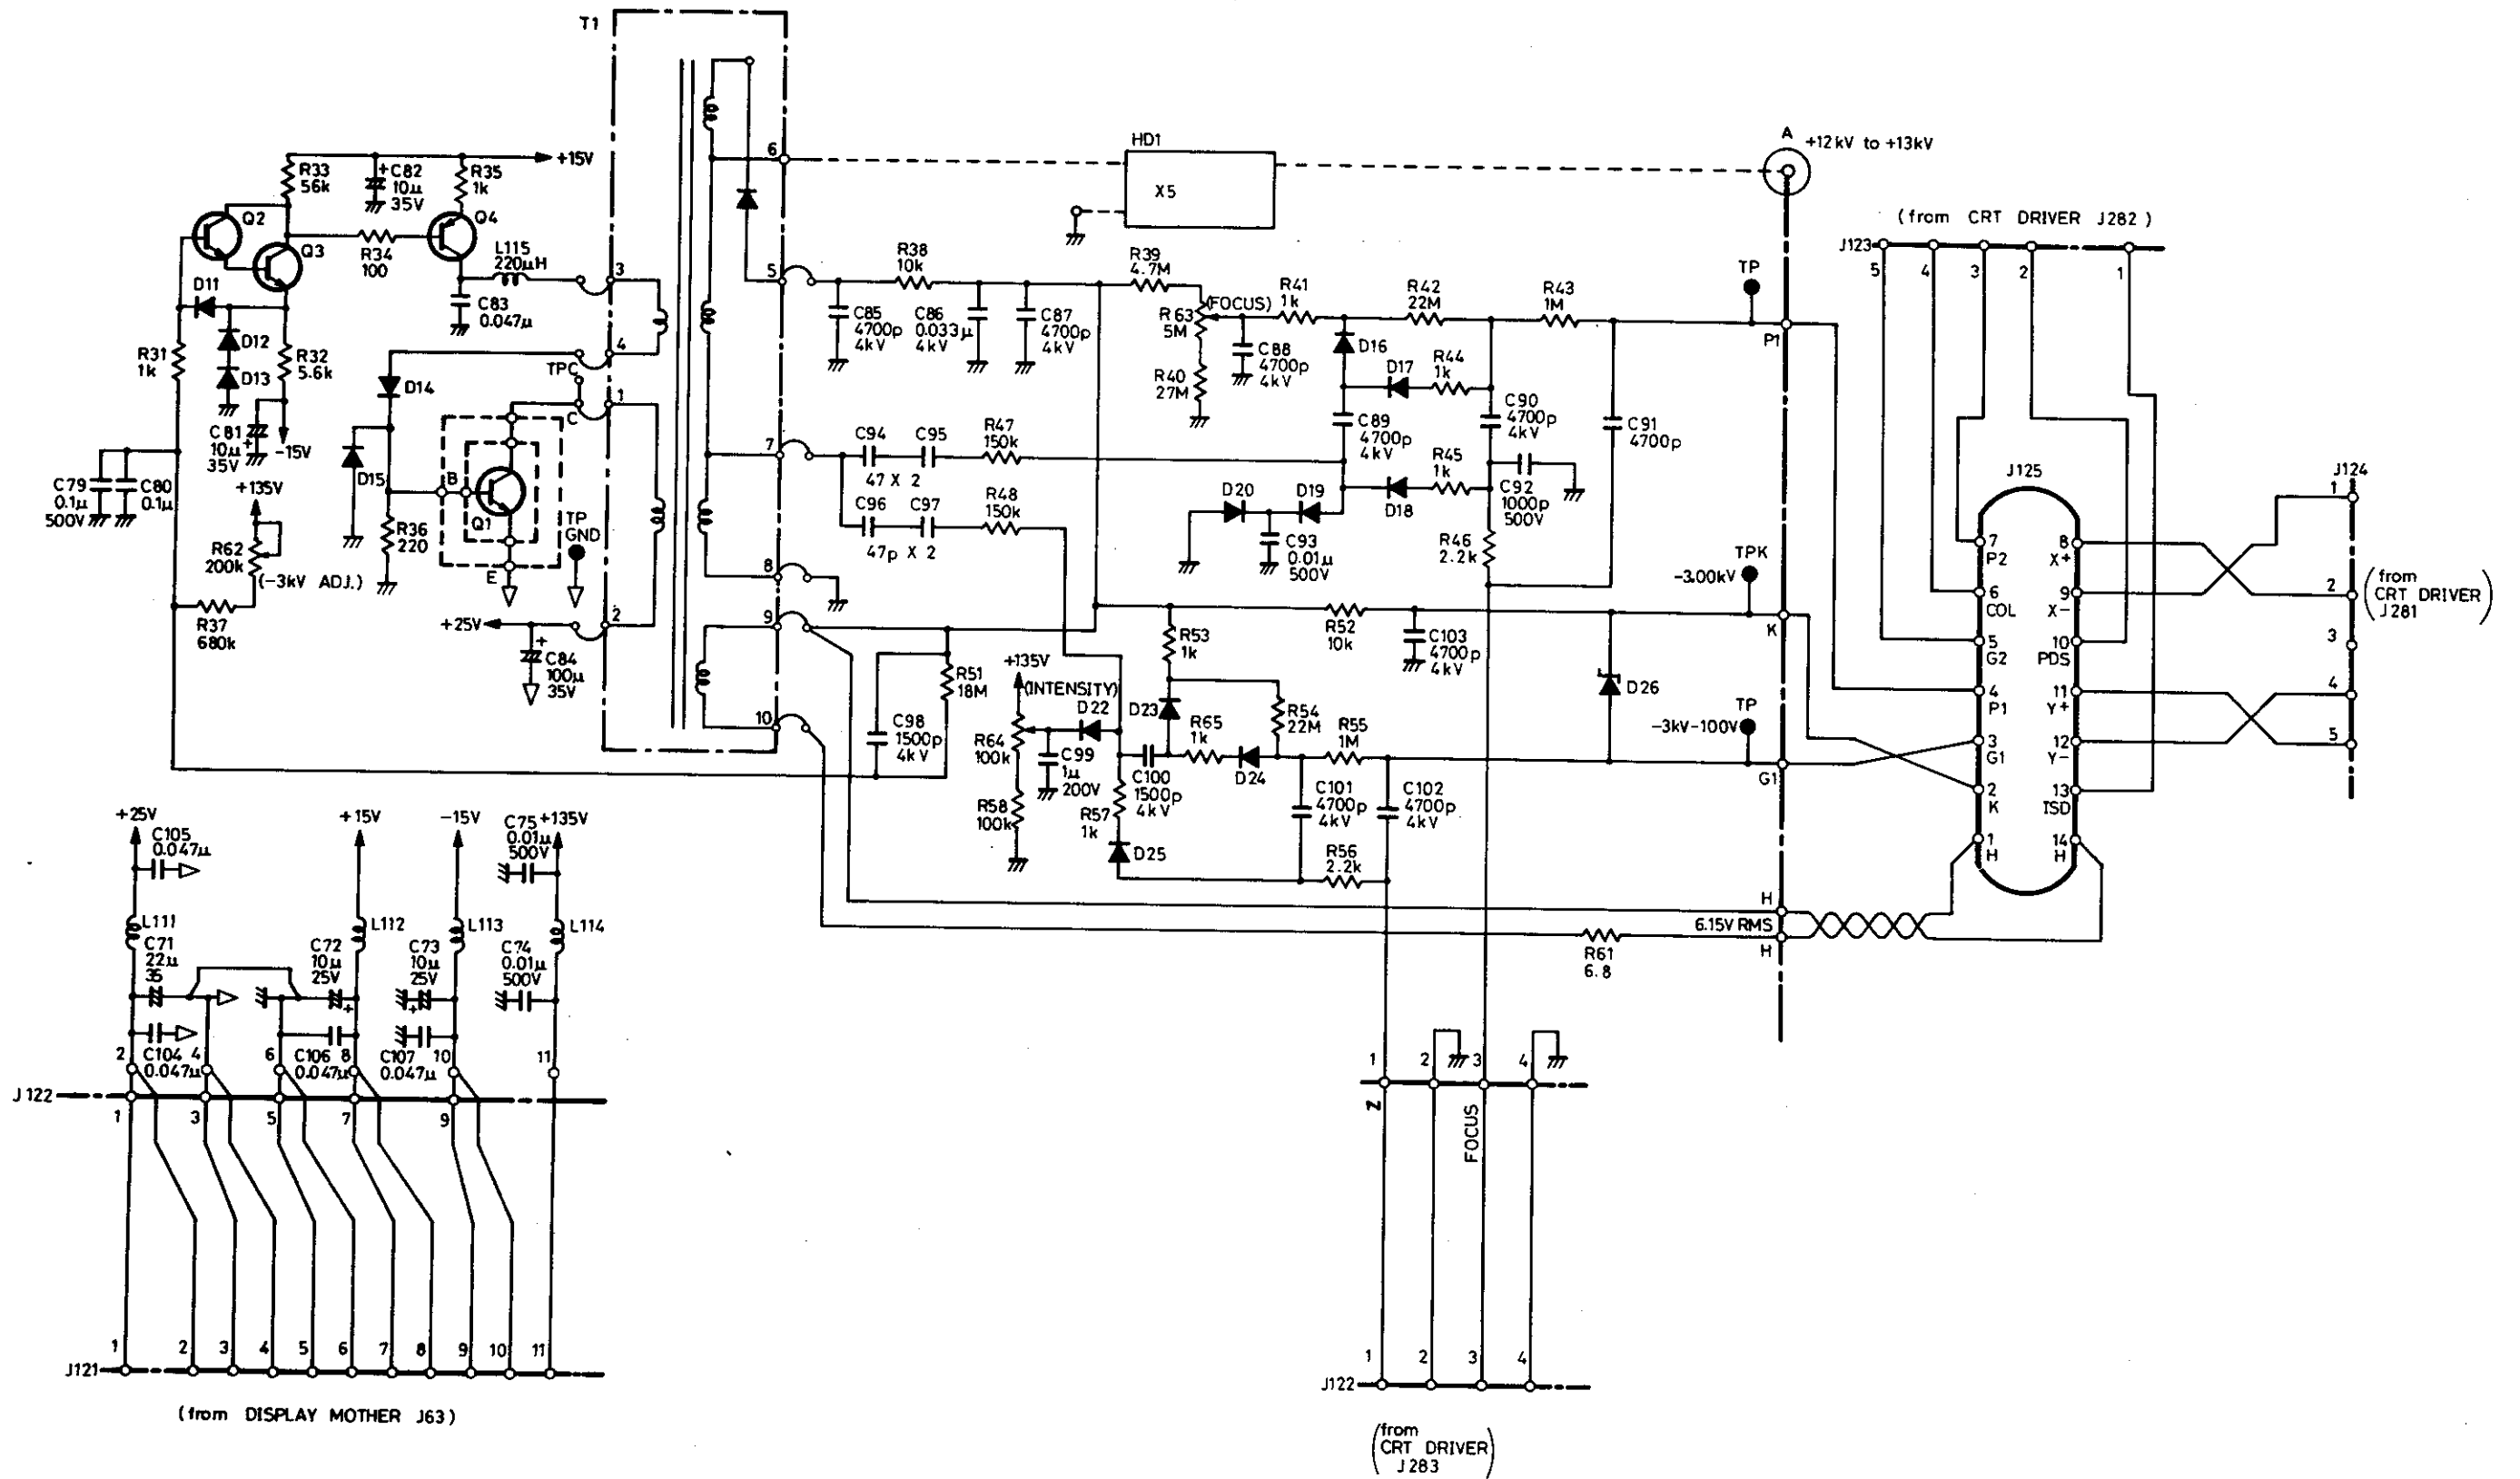 T1
HD1
X5
A
+12kV to +13kV
6
R33
56k
+
C82
10µ
35V
R35
1k
+15V
Q2
Q3
Q4
R34
100
L115
220µH
3
C83
0.047µ
D11
D12
D13
R31
1k
R32
5.6k
4
D14
TPC
1
C
C81
10µ
35V
+
-15V
D15
B
Q1
E
TP
GND
C79
0.1µ
500V
C80
0.1µ
+135V
R62
200k
(-3kV ADJ.)
R36
220
R37
680k
+25V
+
C84
100µ
35V
2
5
C85
4700p
4kV
R38
10k
C86
0.033µ
4kV
C87
4700p
4kV
R39
4.7M
(FOCUS)
R63
5M
R40
27M
C88
4700p
4kV
R41
1k
R42
22M
R43
1M
D16
D17
R44
1k
C89
4700p
4kV
C90
4700p
4kV
C91
4700p
TP
P1
7
C94
C95
R47
150k
47 X 2
C96
C97
R48
150k
47p X 2
R45
1k
D18
C92
1000p
500V
D20
D19
C93
0.01µ
500V
R46
2.2k
8
9
10
TPK
-3.00kV
K
R53
1k
R52
10k
C103
4700p
4kV
D26
R51
18M
C98
1500p
4kV
+135V
(INTENSITY)
D22
R64
100k
C99
1µ
200V
R58
100k
D23
R65
1k
D24
R54
22M
R55
1M
C100
1500p
4kV
R57
1k
D25
C101
4700p
4kV
C102
4700p
4kV
R56
2.2k
TP
-3kV-100V
G1
H
6.15V RMS
H
R61
6.8
(from CRT DRIVER J282)
J123
5
4
3
2
1
J125
7
P2
6
COL
5
G2
4
P1
3
G1
2
K
1
H
8
X+
9
X-
10
PDS
11
Y+
12
Y-
13
ISD
14
H
J124
1
2
3
4
5
(from
CRT DRIVER
J281)
+25V
C105
0.047µ
+15V
-15V
C75
0.01µ
500V
+135V
L111
C71
22µ
35
L112
C72
10µ
25V
+
L113
C73
10µ
25V
+
L114
C74
0.01µ
500V
2
C104
0.047µ
4
6
C106
0.047µ
8
C107
0.047µ
10
11
J122
1
3
5
7
9
J121
1
2
3
4
5
6
7
8
9
10
11
(from DISPLAY MOTHER J63)
1
2
3
4
Z
FOCUS
J122
1
2
3
4
(from
CRT DRIVER)
J283